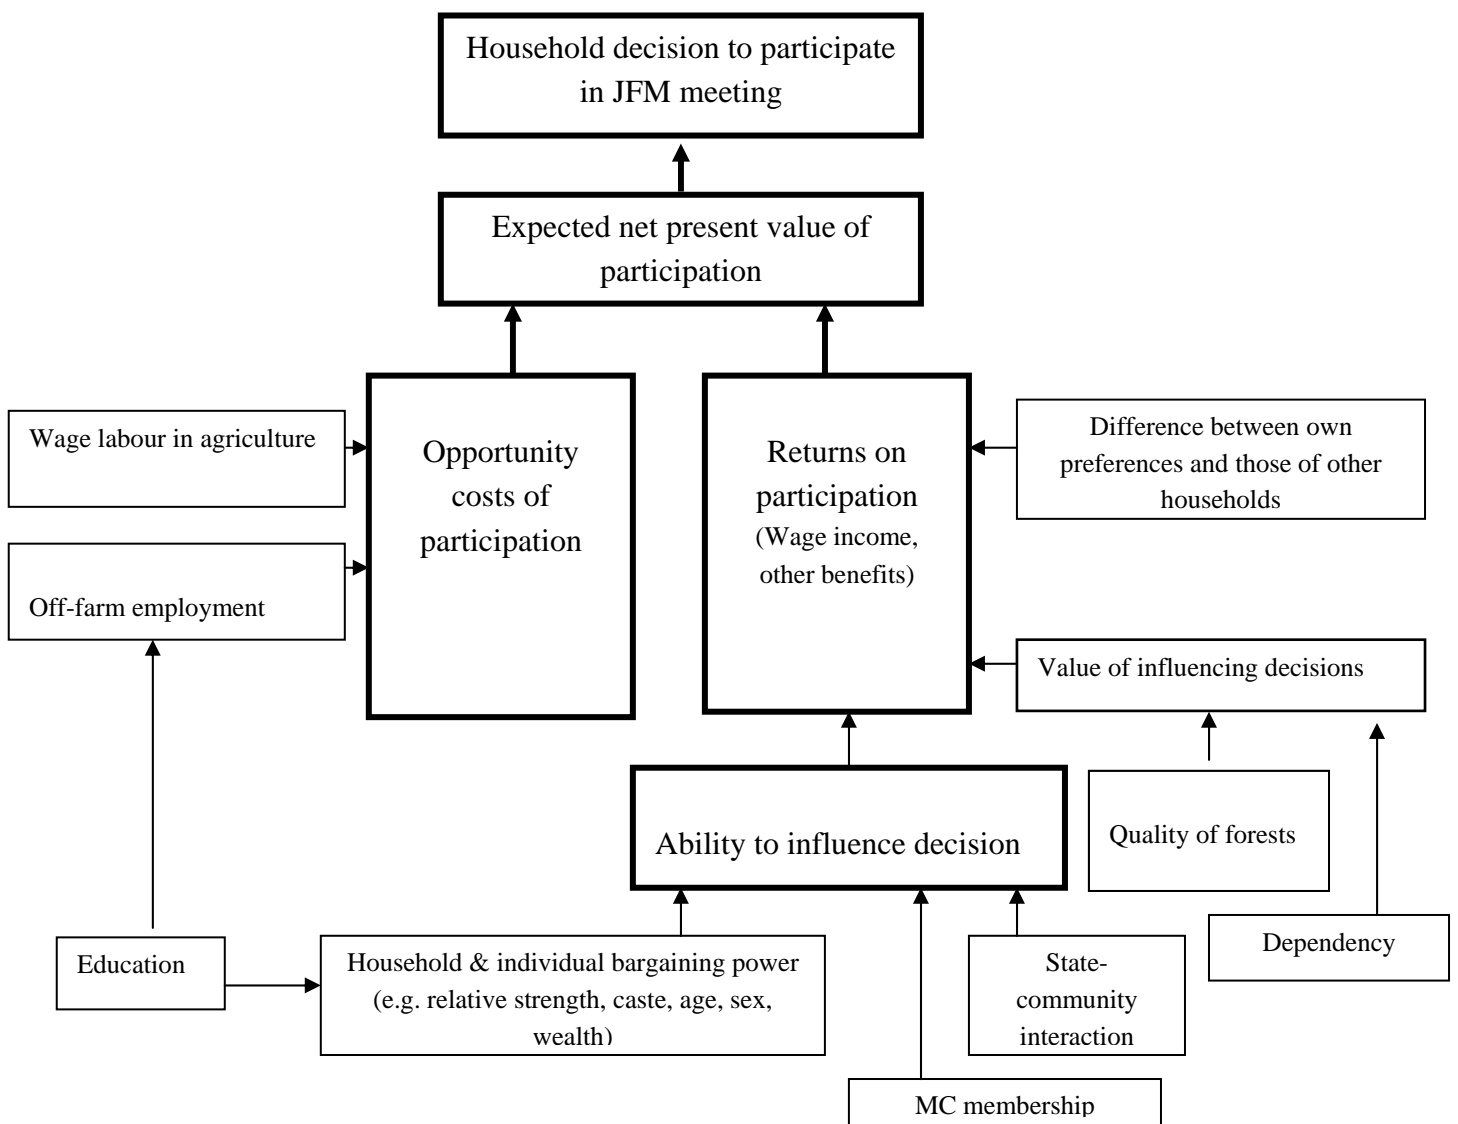 Household decision to participate
in JFM meeting
Expected net present value of
participation
Wage labour in agriculture
Off-farm employment
Opportunity
costs of
participation
Returns on
participation
(Wage income,
other benefits)
Difference between own
preferences and those of other
households
Value of influencing decisions
Ability to influence decision
Quality of forests
Dependency
Education
Household & individual bargaining power
(e.g. relative strength, caste, age, sex,
wealth)
State-
community
interaction
MC membership